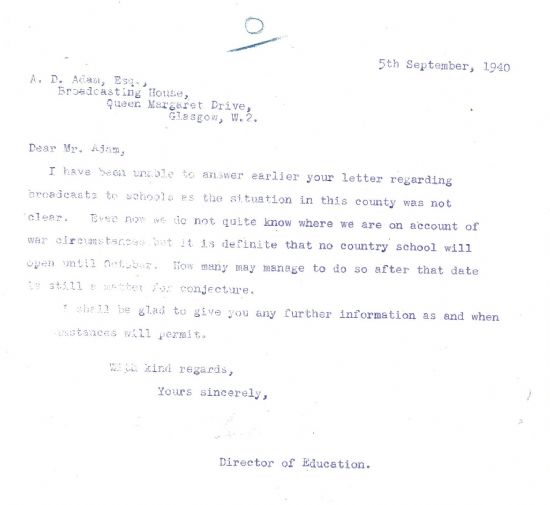 5th September, 1940
A. D. Adam, Esq.,
Broadcasting House,
Queen Margaret Drive,
Glasgow, W.2.
Dear Mr. Adam,
I have been unable to answer earlier your letter regarding
broadcasts to schools as the situation in this county was not
clear. Even now we do not quite know where we are on account of
war circumstances but it is definite that no country school will
open until October. How many may manage to do so after that date
is still a matter for conjecture.
I shall be glad to give you any further information as and when
will permit.
With kind regards,
Yours sincerely,
Director of Education.